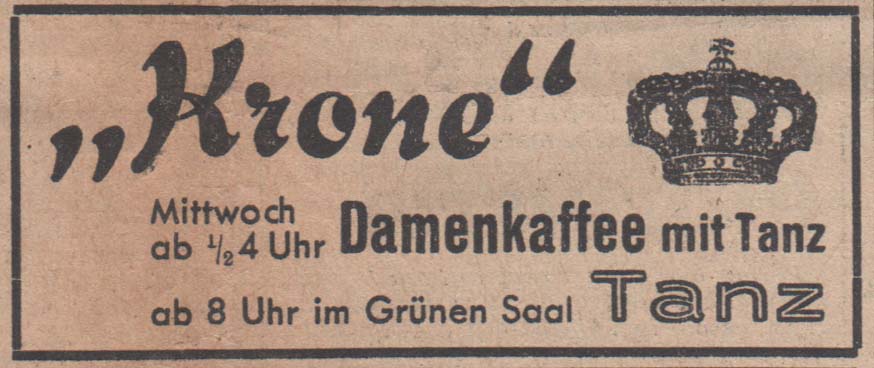 „Krone“
Mittwoch
ab ½4 Uhr Damenkaffee mit Tanz
ab 8 Uhr im Grünen Saal Tanz